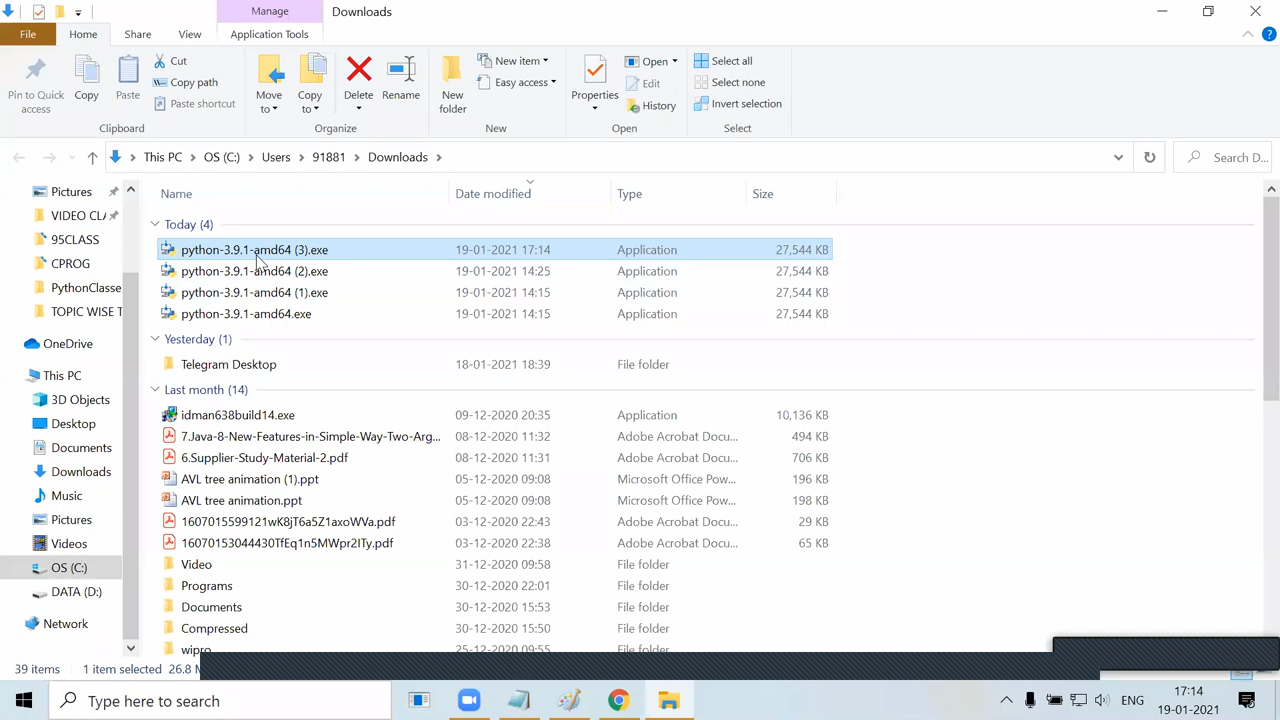 Manage
Downloads
File
Home
Share
View
Application Tools
Pin to Quick access
Copy
Paste
Cut
Copy path
Paste shortcut
Clipboard
Move to
Copy to
Delete
Rename
Organize
New folder
New item
Easy access
New
Properties
Open
Edit
History
Open
Select all
Select none
Invert selection
Select
This PC > OS (C:) > Users > 91881 > Downloads >
Search D...
Pictures
VIDEO CLA
95CLASS
CPROG
PythonClasse
TOPIC WISE T
OneDrive
This PC
3D Objects
Desktop
Documents
Downloads
Music
Pictures
Videos
OS (C:)
DATA (D:)
Network
Name Date modified Type Size
Today (4)
python-3.9.1-amd64 (3).exe 19-01-2021 17:14 Application 27,544 KB
python-3.9.1-amd64 (2).exe 19-01-2021 14:25 Application 27,544 KB
python-3.9.1-amd64 (1).exe 19-01-2021 14:15 Application 27,544 KB
python-3.9.1-amd64.exe 19-01-2021 14:15 Application 27,544 KB
Yesterday (1)
Telegram Desktop 18-01-2021 18:39 File folder
Last month (14)
idman638build14.exe 09-12-2020 20:35 Application 10,136 KB
7.Java-8-New-Features-in-Simple-Way-Two-Arg... 08-12-2020 11:32 Adobe Acrobat Docu... 494 KB
6.Supplier-Study-Material-2.pdf 08-12-2020 11:31 Adobe Acrobat Docu... 706 KB
AVL tree animation (1).ppt 05-12-2020 09:08 Microsoft Office Pow... 196 KB
AVL tree animation.ppt 05-12-2020 09:08 Microsoft Office Pow... 198 KB
1607015599121wK8jT6a5Z1axoWVa.pdf 03-12-2020 22:43 Adobe Acrobat Docu... 29 KB
16070153044430TfEq1n5MWpr2ITy.pdf 03-12-2020 22:38 Adobe Acrobat Docu... 65 KB
Video 31-12-2020 09:58 File folder
Programs 30-12-2020 22:01 File folder
Documents 30-12-2020 15:53 File folder
Compressed 30-12-2020 15:50 File folder
wipro 25-12-2020 09:55 File folder
39 items 1 item selected 26.8 M
Type here to search
ENG
17:14
19-01-2021